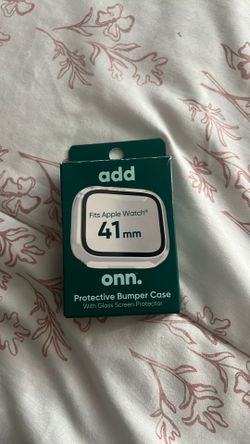 add
Fits Apple Watch®
41mm
onn.
Protective Bumper Case
With Glass Screen Protector